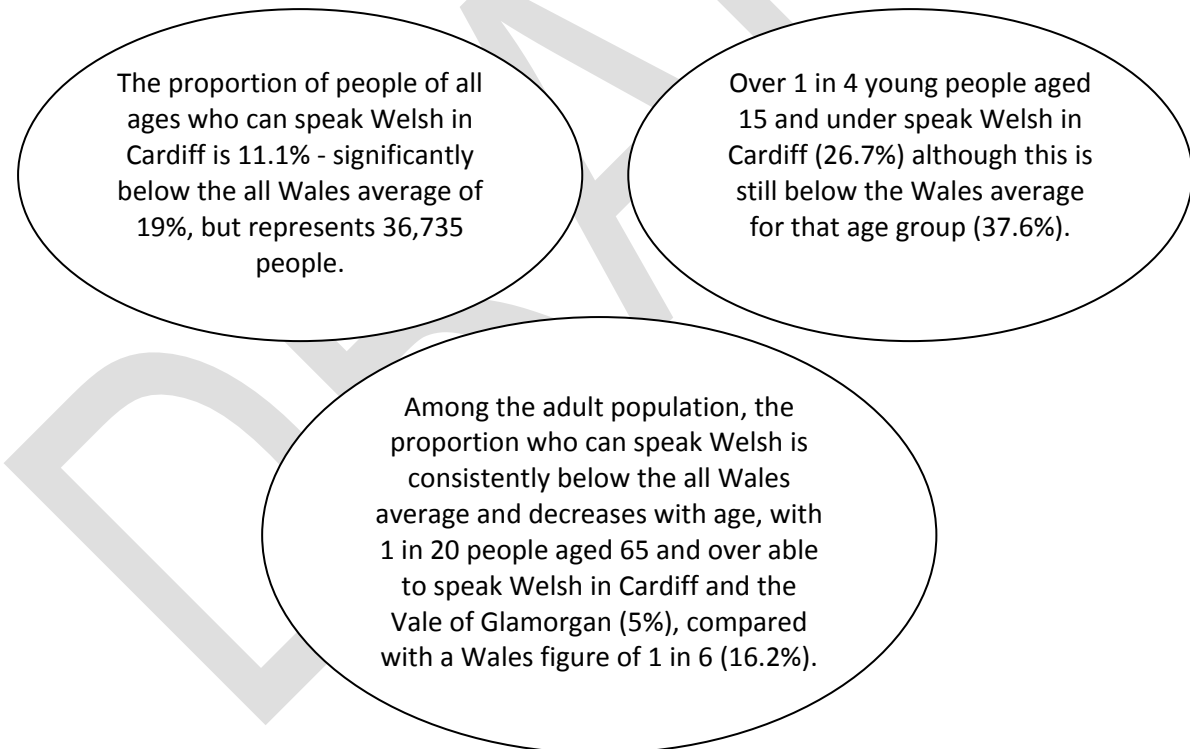 The proportion of people of all
ages who can speak Welsh in
Cardiff is 11.1% - significantly
below the all Wales average of
19%, but represents 36,735
people.
Over 1 in 4 young people aged
15 and under speak Welsh in
Cardiff (26.7%) although this is
still below the Wales average
for that age group (37.6%).
Among the adult population, the
proportion who can speak Welsh is
consistently below the all Wales
average and decreases with age, with
1 in 20 people aged 65 and over able
to speak Welsh in Cardiff and the
Vale of Glamorgan (5%), compared
with a Wales figure of 1 in 6 (16.2%).